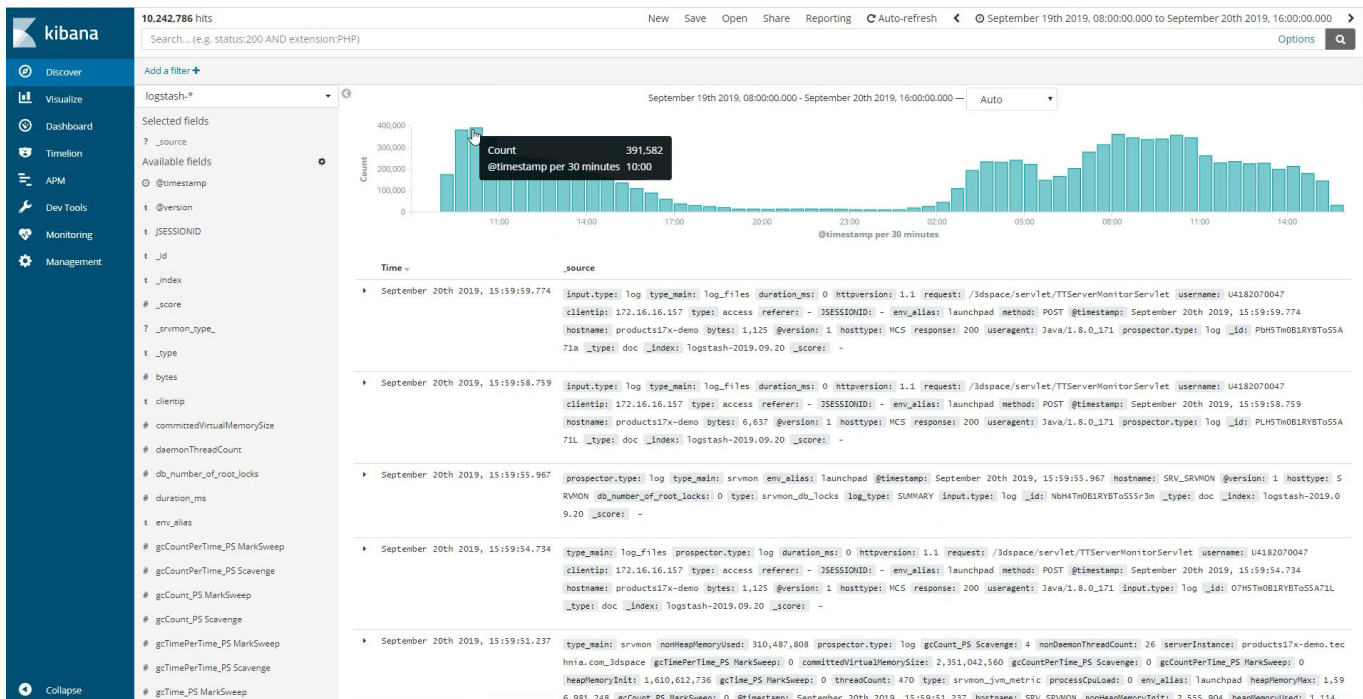 kibana
Discover
Visualize
Dashboard
Timelion
APM
Dev Tools
Monitoring
Management
Collapse
10,242,786 hits
New Save Open Share Reporting Auto-refresh September 19th 2019, 08:00:00.000 to September 20th 2019, 16:00:00.000
Search... (e.g. status:200 AND extension:PHP)
Options
Add a filter
logstash-*
Selected fields
? _source
Available fields
@timestamp
t @version
t JSESSIONID
t _id
t _index
# _score
? _srvmon_type_
t _type
# bytes
t clientip
# committedVirtualMemorySize
# daemonThreadCount
# db_number_of_root_locks
# duration_ms
t env_alias
# gcCountPerTime_PS MarkSweep
# gcCountPerTime_PS Scavenge
# gcCount_PS MarkSweep
# gcCount_PS Scavenge
# gcTimePerTime_PS MarkSweep
# gcTimePerTime_PS Scavenge
# gcTime_PS MarkSweep
September 19th 2019, 08:00:00.000 - September 20th 2019, 16:00:00.000 — Auto
Count
400,000
300,000
200,000
100,000
0
Count 391,582
@timestamp per 30 minutes 10:00
11:00 14:00 17:00 20:00 23:00 02:00 05:00 08:00 11:00 14:00
@timestamp per 30 minutes
Time _source
September 20th 2019, 15:59:59.774
input.type: log type_main: log_files duration_ms: 0 httpversion: 1.1 request: /3dspace/servlet/TTServerMonitorServlet username: U4182070047
clientip: 172.16.16.157 type: access referer: - JSESSIONID: - env_alias: launchpad method: POST @timestamp: September 20th 2019, 15:59:59.774
hostname: products17x-demo bytes: 1,125 @version: 1 hosttype: MCS response: 200 useragent: Java/1.8.0_171 prospector.type: log _id: PbH5Tm0B1RYBToS5A
71a _type: doc _index: logstash-2019.09.20 _score: -
September 20th 2019, 15:59:58.759
input.type: log type_main: log_files duration_ms: 0 httpversion: 1.1 request: /3dspace/servlet/TTServerMonitorServlet username: U4182070047
clientip: 172.16.16.157 type: access referer: - JSESSIONID: - env_alias: launchpad method: POST @timestamp: September 20th 2019, 15:59:58.759
hostname: products17x-demo bytes: 6,637 @version: 1 hosttype: MCS response: 200 useragent: Java/1.8.0_171 prospector.type: log _id: PLH5Tm0B1RYBToS5A
71L _type: doc _index: logstash-2019.09.20 _score: -
September 20th 2019, 15:59:55.967
prospector.type: log type_main: srvmon env_alias: launchpad @timestamp: September 20th 2019, 15:59:55.967 hostname: SRV_SRVMON @version: 1 hosttype: S
RVMON db_number_of_root_locks: 0 type: srvmon_db_locks log_type: SUMMARY input.type: log _id: NbH4Tm0B1RYBToS55r3m _type: doc _index: logstash-2019.0
9.20 _score: -
September 20th 2019, 15:59:54.734
type_main: log_files prospector.type: log duration_ms: 0 httpversion: 1.1 request: /3dspace/servlet/TTServerMonitorServlet username: U4182070047
clientip: 172.16.16.157 type: access referer: - JSESSIONID: - env_alias: launchpad method: POST @timestamp: September 20th 2019, 15:59:54.734
hostname: products17x-demo bytes: 1,125 @version: 1 hosttype: MCS response: 200 useragent: Java/1.8.0_171 input.type: log _id: O7H5Tm0B1RYBToS5A71L
_type: doc _index: logstash-2019.09.20 _score: -
September 20th 2019, 15:59:51.237
type_main: srvmon nonHeapMemoryUsed: 310,487,808 prospector.type: log gcCount_PS Scavenge: 4 nonDaemonThreadCount: 26 serverInstance: products17x-demo.tec
hnia.com_3dspace gcTimePerTime_PS MarkSweep: 0 committedVirtualMemorySize: 2,351,042,560 gcCountPerTime_PS Scavenge: 0 gcCountPerTime_PS MarkSweep: 0
heapMemoryInit: 1,610,612,736 gcTime_PS MarkSweep: 0 threadCount: 470 type: srvmon_jvm_metric processCpuLoad: 0 env_alias: launchpad heapMemoryMax: 1,59
6,981,248 gcCount_PS MarkSweep: 0 @timestamp: September 20th 2019, 15:59:51.237 hostname: SRV_SRVMON nonHeapMemoryInit: 2,555,904 heapMemoryUsed: 1,114